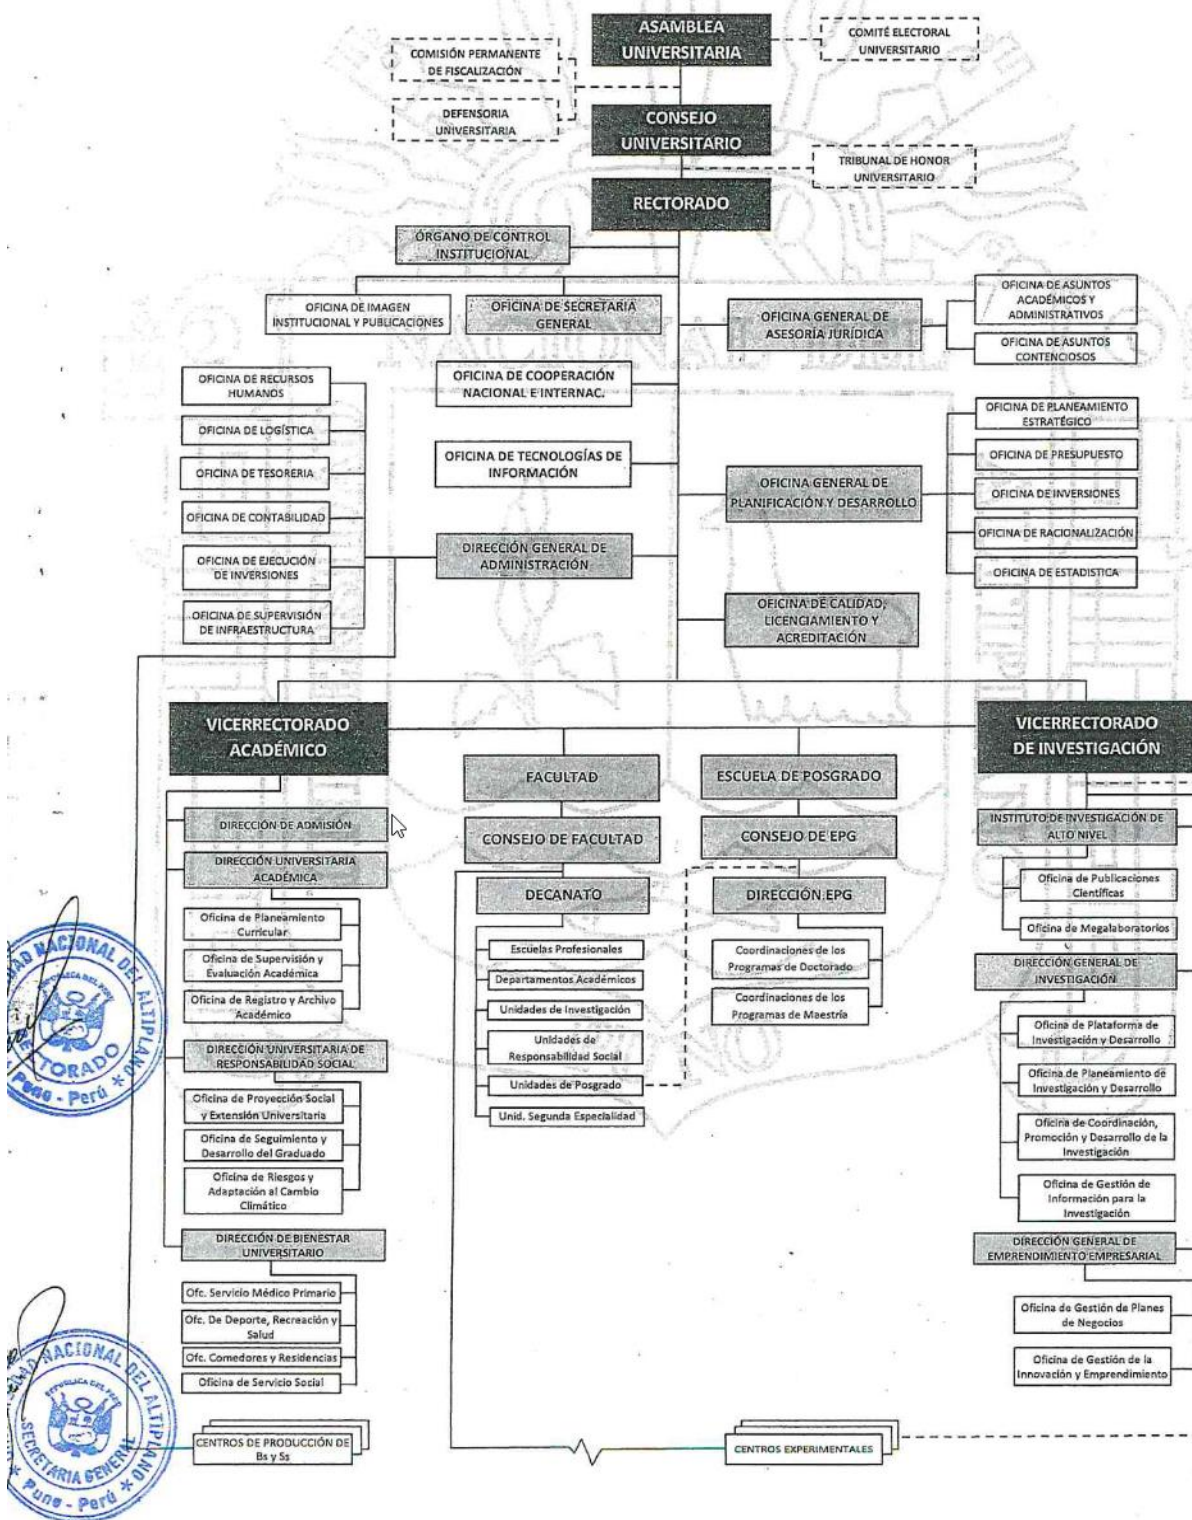 ASAMBLEA
UNIVERSITARIA
COMITÉ ELECTORAL
UNIVERSITARIO
COMISIÓN PERMANENTE
DE FISCALIZACIÓN
DEFENSORIA
UNIVERSITARIA
CONSEJO
UNIVERSITARIO
TRIBUNAL DE HONOR
UNIVERSITARIO
RECTORADO
ÓRGANO DE CONTROL
INSTITUCIONAL
OFICINA DE IMAGEN
INSTITUCIONAL Y PUBLICACIONES
OFICINA DE SECRETARIA
GENERAL
OFICINA GENERAL DE
ASESORÍA JURÍDICA
OFICINA DE ASUNTOS
ACADÉMICOS Y
ADMINISTRATIVOS
OFICINA DE ASUNTOS
CONTENCIOSOS
OFICINA DE COOPERACIÓN
NACIONAL E INTERNAC.
OFICINA DE TECNOLOGÍAS DE
INFORMACIÓN
OFICINA DE RECURSOS
HUMANOS
OFICINA DE LOGÍSTICA
OFICINA DE TESORERIA
OFICINA DE CONTABILIDAD
OFICINA DE EJECUCIÓN
DE INVERSIONES
OFICINA DE SUPERVISIÓN
DE INFRAESTRUCTURA
DIRECCIÓN GENERAL DE
ADMINISTRACIÓN
OFICINA GENERAL DE
PLANIFICACIÓN Y DESARROLLO
OFICINA DE PLANEAMIENTO
ESTRATÉGICO
OFICINA DE PRESUPUESTO
OFICINA DE INVERSIONES
OFICINA DE RACIONALIZACIÓN
OFICINA DE ESTADISTICA
OFICINA DE CALIDAD,
LICENCIAMIENTO Y
ACREDITACIÓN
VICERRECTORADO
ACADÉMICO
DIRECCIÓN DE ADMISIÓN
DIRECCIÓN UNIVERSITARIA
ACADÉMICA
Oficina de Planeamiento
Curricular
Oficina de Supervisión y
Evaluación Académica
Oficina de Registro y Archivo
Académico
DIRECCIÓN UNIVERSITARIA DE
RESPONSABILIDAD SOCIAL
Oficina de Proyección Social
y Extensión Universitaria
Oficina de Seguimiento y
Desarrollo del Graduado
Oficina de Riesgos y
Adaptación al Cambio
Climático
DIRECCIÓN DE BIENESTAR
UNIVERSITARIO
Ofc. Servicio Médico Primario
Ofc. De Deporte, Recreación y
Salud
Ofc. Comedores y Residencias
Oficina de Servicio Social
CENTROS DE PRODUCCIÓN DE
Bs y Ss
FACULTAD
CONSEJO DE FACULTAD
DECANATO
Escuelas Profesionales
Departamentos Académicos
Unidades de Investigación
Unidades de
Responsabilidad Social
Unidades de Posgrado
Unid. Segunda Especialidad
ESCUELA DE POSGRADO
CONSEJO DE EPG
DIRECCIÓN EPG
Coordinaciones de los
Programas de Doctorado
Coordinaciones de los
Programas de Maestría
CENTROS EXPERIMENTALES
VICERRECTORADO
DE INVESTIGACIÓN
INSTITUTO DE INVESTIGACIÓN DE
ALTO NIVEL
Oficina de Publicaciones
Científicas
Oficina de Megalaboratorios
DIRECCIÓN GENERAL DE
INVESTIGACIÓN
Oficina de Plataforma de
Investigación y Desarrollo
Oficina de Planeamiento de
Investigación y Desarrollo
Oficina de Coordinación,
Promoción y Desarrollo de la
Investigación
Oficina de Gestión de
Información para la
Investigación
DIRECCIÓN GENERAL DE
EMPRENDIMIENTO EMPRESARIAL
Oficina de Gestión de Planes
de Negocios
Oficina de Gestión de la
Innovación y Emprendimiento
NACIONAL DEL ALTIPLANO
Puno - Perú
NACIONAL DEL ALTIPLANO
REPUBLICA DEL PERU
SECRETARIA GENERAL
Puno - Perú